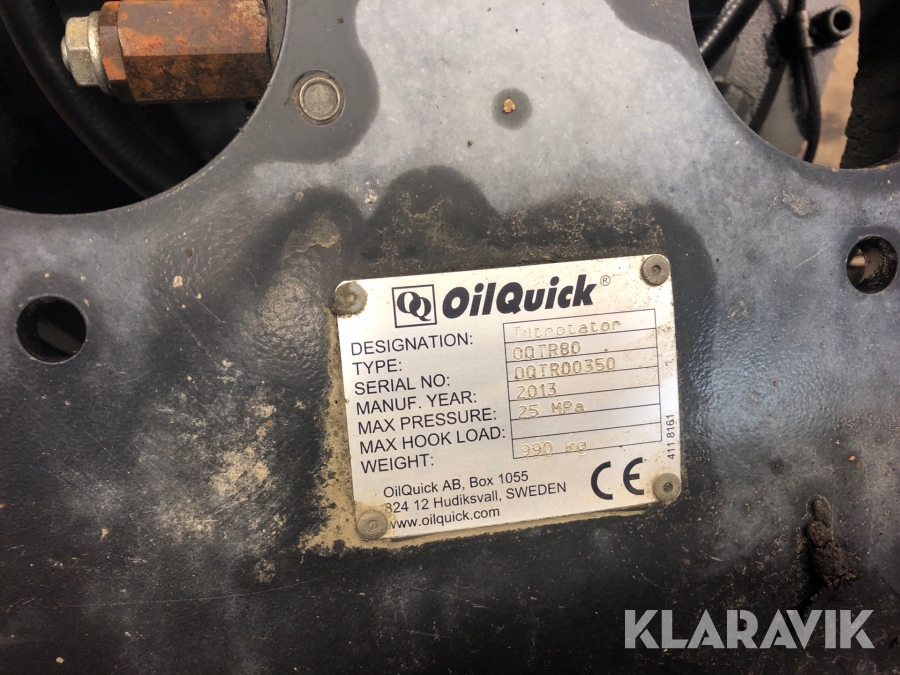 OQ OilQuick®
DESIGNATION: Tiltrotator
TYPE: OQTR80
SERIAL NO: OQTR00350
MANUF. YEAR: 2013
MAX PRESSURE: 25 MPa
MAX HOOK LOAD:
WEIGHT: 990 kg
OilQuick AB, Box 1055
824 12 Hudiksvall, SWEDEN
www.oilquick.com
CE
411 8161
KLARAVIK